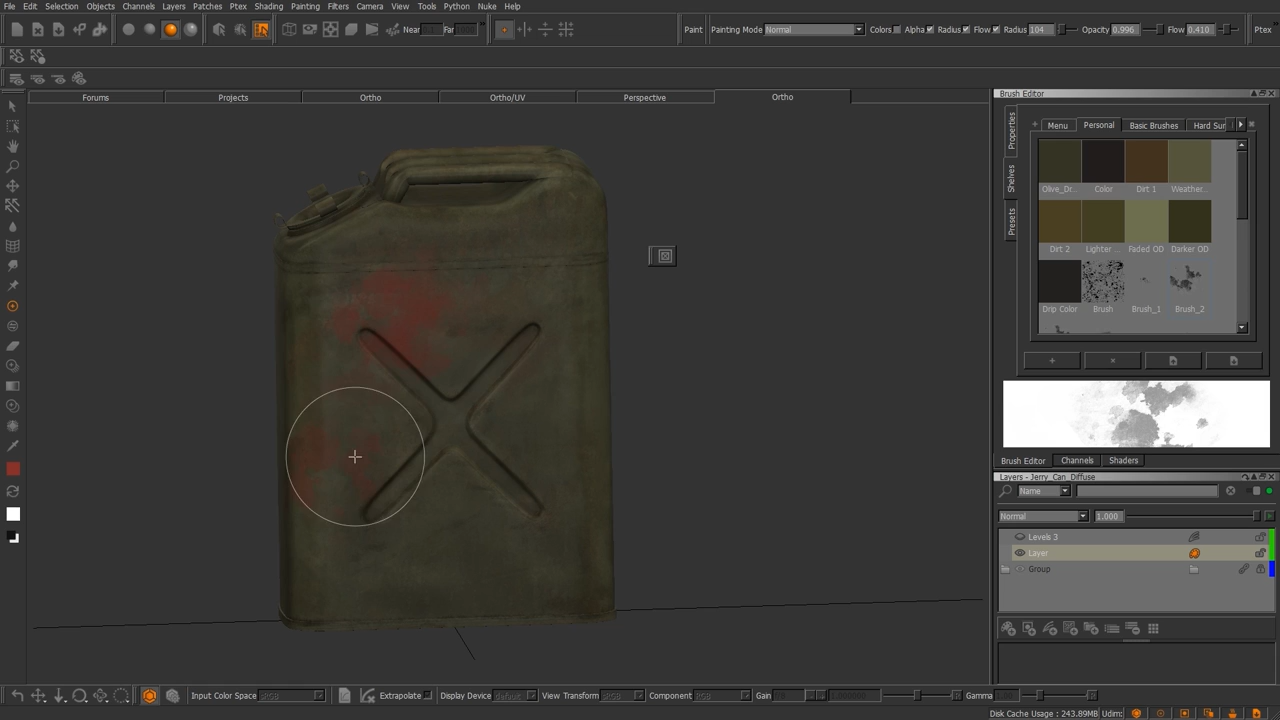 File Edit Selection Objects Channels Layers Patches Ptex Shading Painting Filters Camera View Tools Python Nuke Help
Near Far Paint Painting Mode Normal Colors Alpha Radius Flow Radius 104 Opacity 0.996 Flow 0.410 Ptex
Forums Projects Ortho Ortho/UV Perspective Ortho
Brush Editor
Properties
Shelves
Presets
Menu Personal Basic Brushes Hard Sur
Olive_Dr... Color Dirt 1 Weather...
Dirt 2 Lighter ... Faded OD Darker OD
Drip Color Brush Brush_1 Brush_2
Brush Editor Channels Shaders
Layers - Jerry_Can_Diffuse
Name
Normal 1.000
Levels 3
Layer
Group
Input Color Space sRGB Extrapolate Display Device default View Transform sRGB Component RGB Gain Gamma
Disk Cache Usage : 243.89MB Udim: